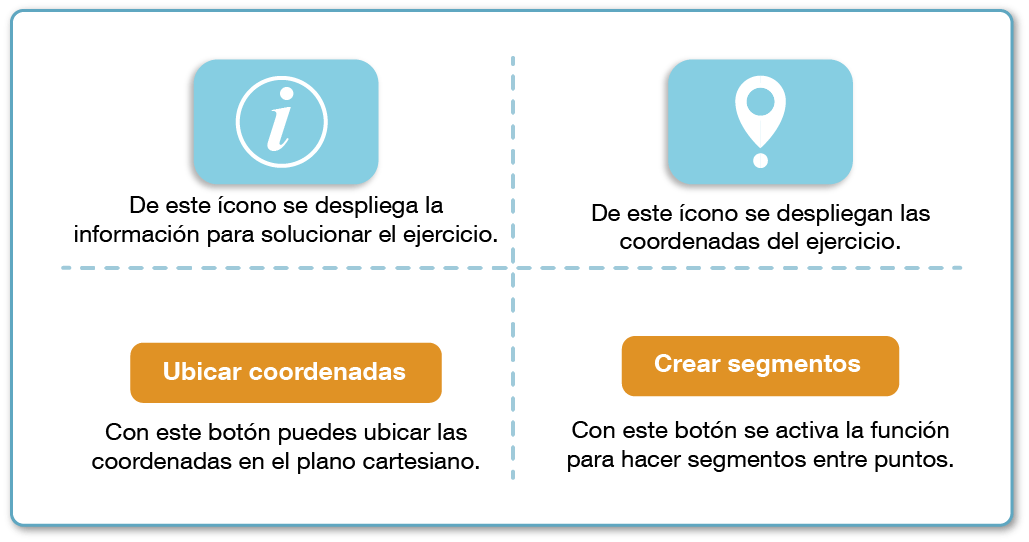 De este ícono se despliega la
información para solucionar el ejercicio.
De este ícono se despliegan las
coordenadas del ejercicio.
Ubicar coordenadas
Con este botón puedes ubicar las
coordenadas en el plano cartesiano.
Crear segmentos
Con este botón se activa la función
para hacer segmentos entre puntos.